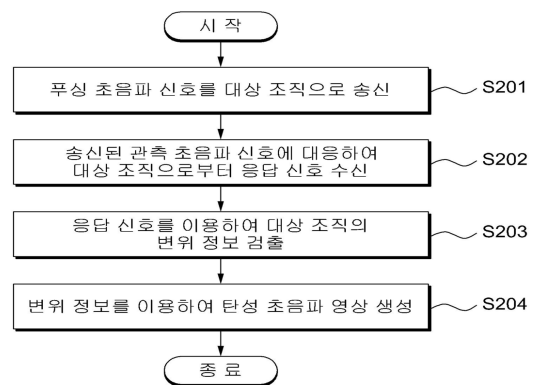 시 작
푸싱 초음파 신호를 대상 조직으로 송신
S201
송신된 관측 초음파 신호에 대응하여
대상 조직으로부터 응답 신호 수신
S202
응답 신호를 이용하여 대상 조직의
변위 정보 검출
S203
변위 정보를 이용하여 탄성 초음파 영상 생성
S204
종 료